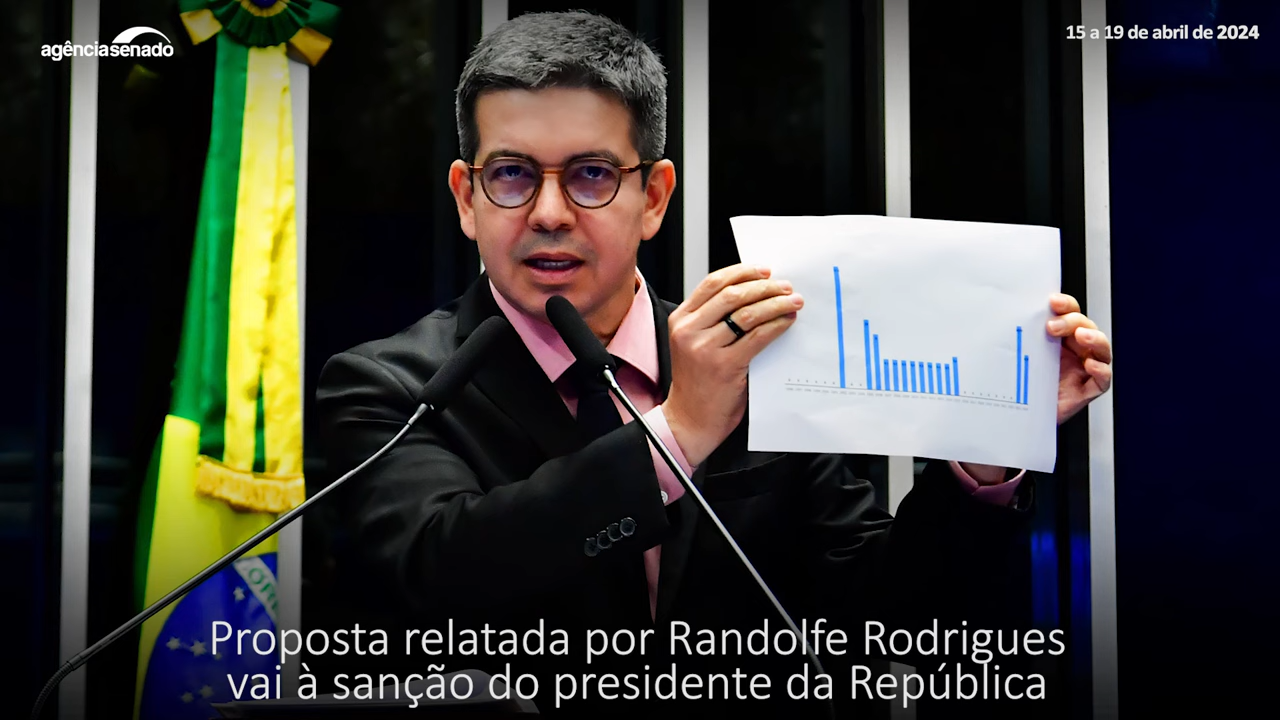 agênciasenado
15 a 19 de abril de 2024
Proposta relatada por Randolfe Rodrigues
vai à sanção do presidente da República